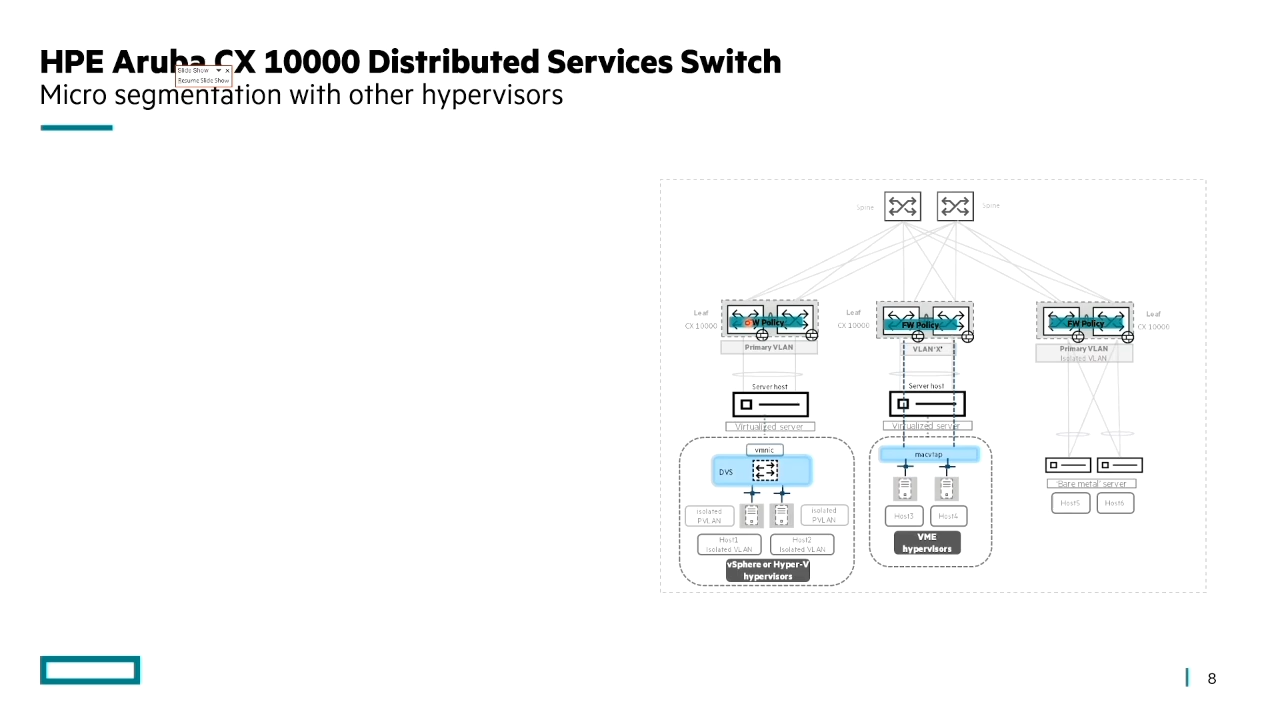 HPE Aruba CX 10000 Distributed Services Switch
Slide Show
Resume Slide Show
Micro segmentation with other hypervisors
Spine
Spine
Leaf
CX 10000
FW Policy
Leaf
CX 10000
FW Policy
FW Policy
Leaf
CX 10000
Primary VLAN
VLAN 'X'
Primary VLAN
Isolated VLAN
Server host
Server host
Virtualized server
Virtualized server
vmnic
DVS
macvtap
'Bare metal' server
Host5
Host6
isolated
PVLAN
isolated
PVLAN
Host3
Host4
Host1
Isolated VLAN
Host2
Isolated VLAN
VME
hypervisors
vSphere or Hyper-V
hypervisors
8